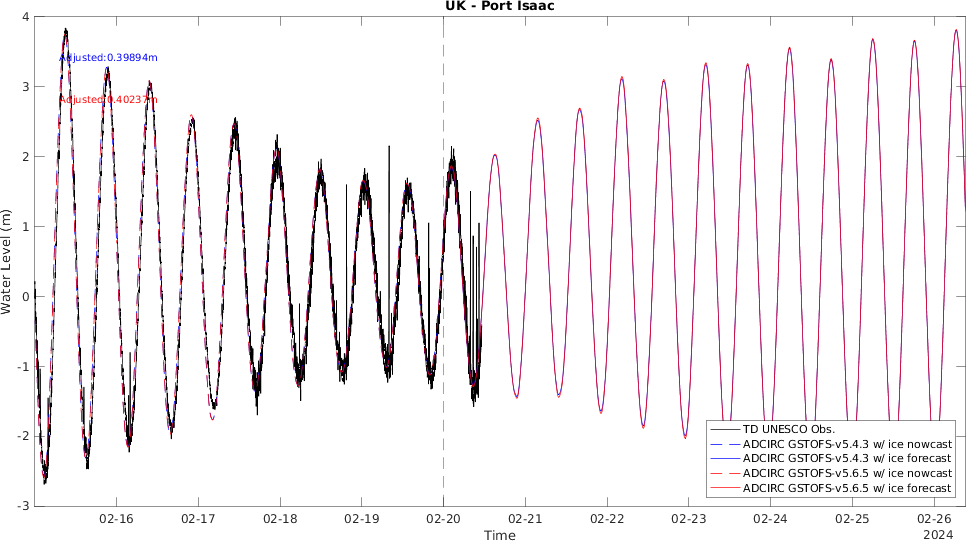 UK - Port Isaac
4
3
2
1
0
-1
-2
-3
Water Level (m)
Adjusted:0.39894m
Adjusted:0.40237m
TD UNESCO Obs.
ADCIRC GSTOFS-v5.4.3 w/ ice nowcast
ADCIRC GSTOFS-v5.4.3 w/ ice forecast
ADCIRC GSTOFS-v5.6.5 w/ ice nowcast
ADCIRC GSTOFS-v5.6.5 w/ ice forecast
02-16 02-17 02-18 02-19 02-20 02-21 02-22 02-23 02-24 02-25 02-26
Time
2024